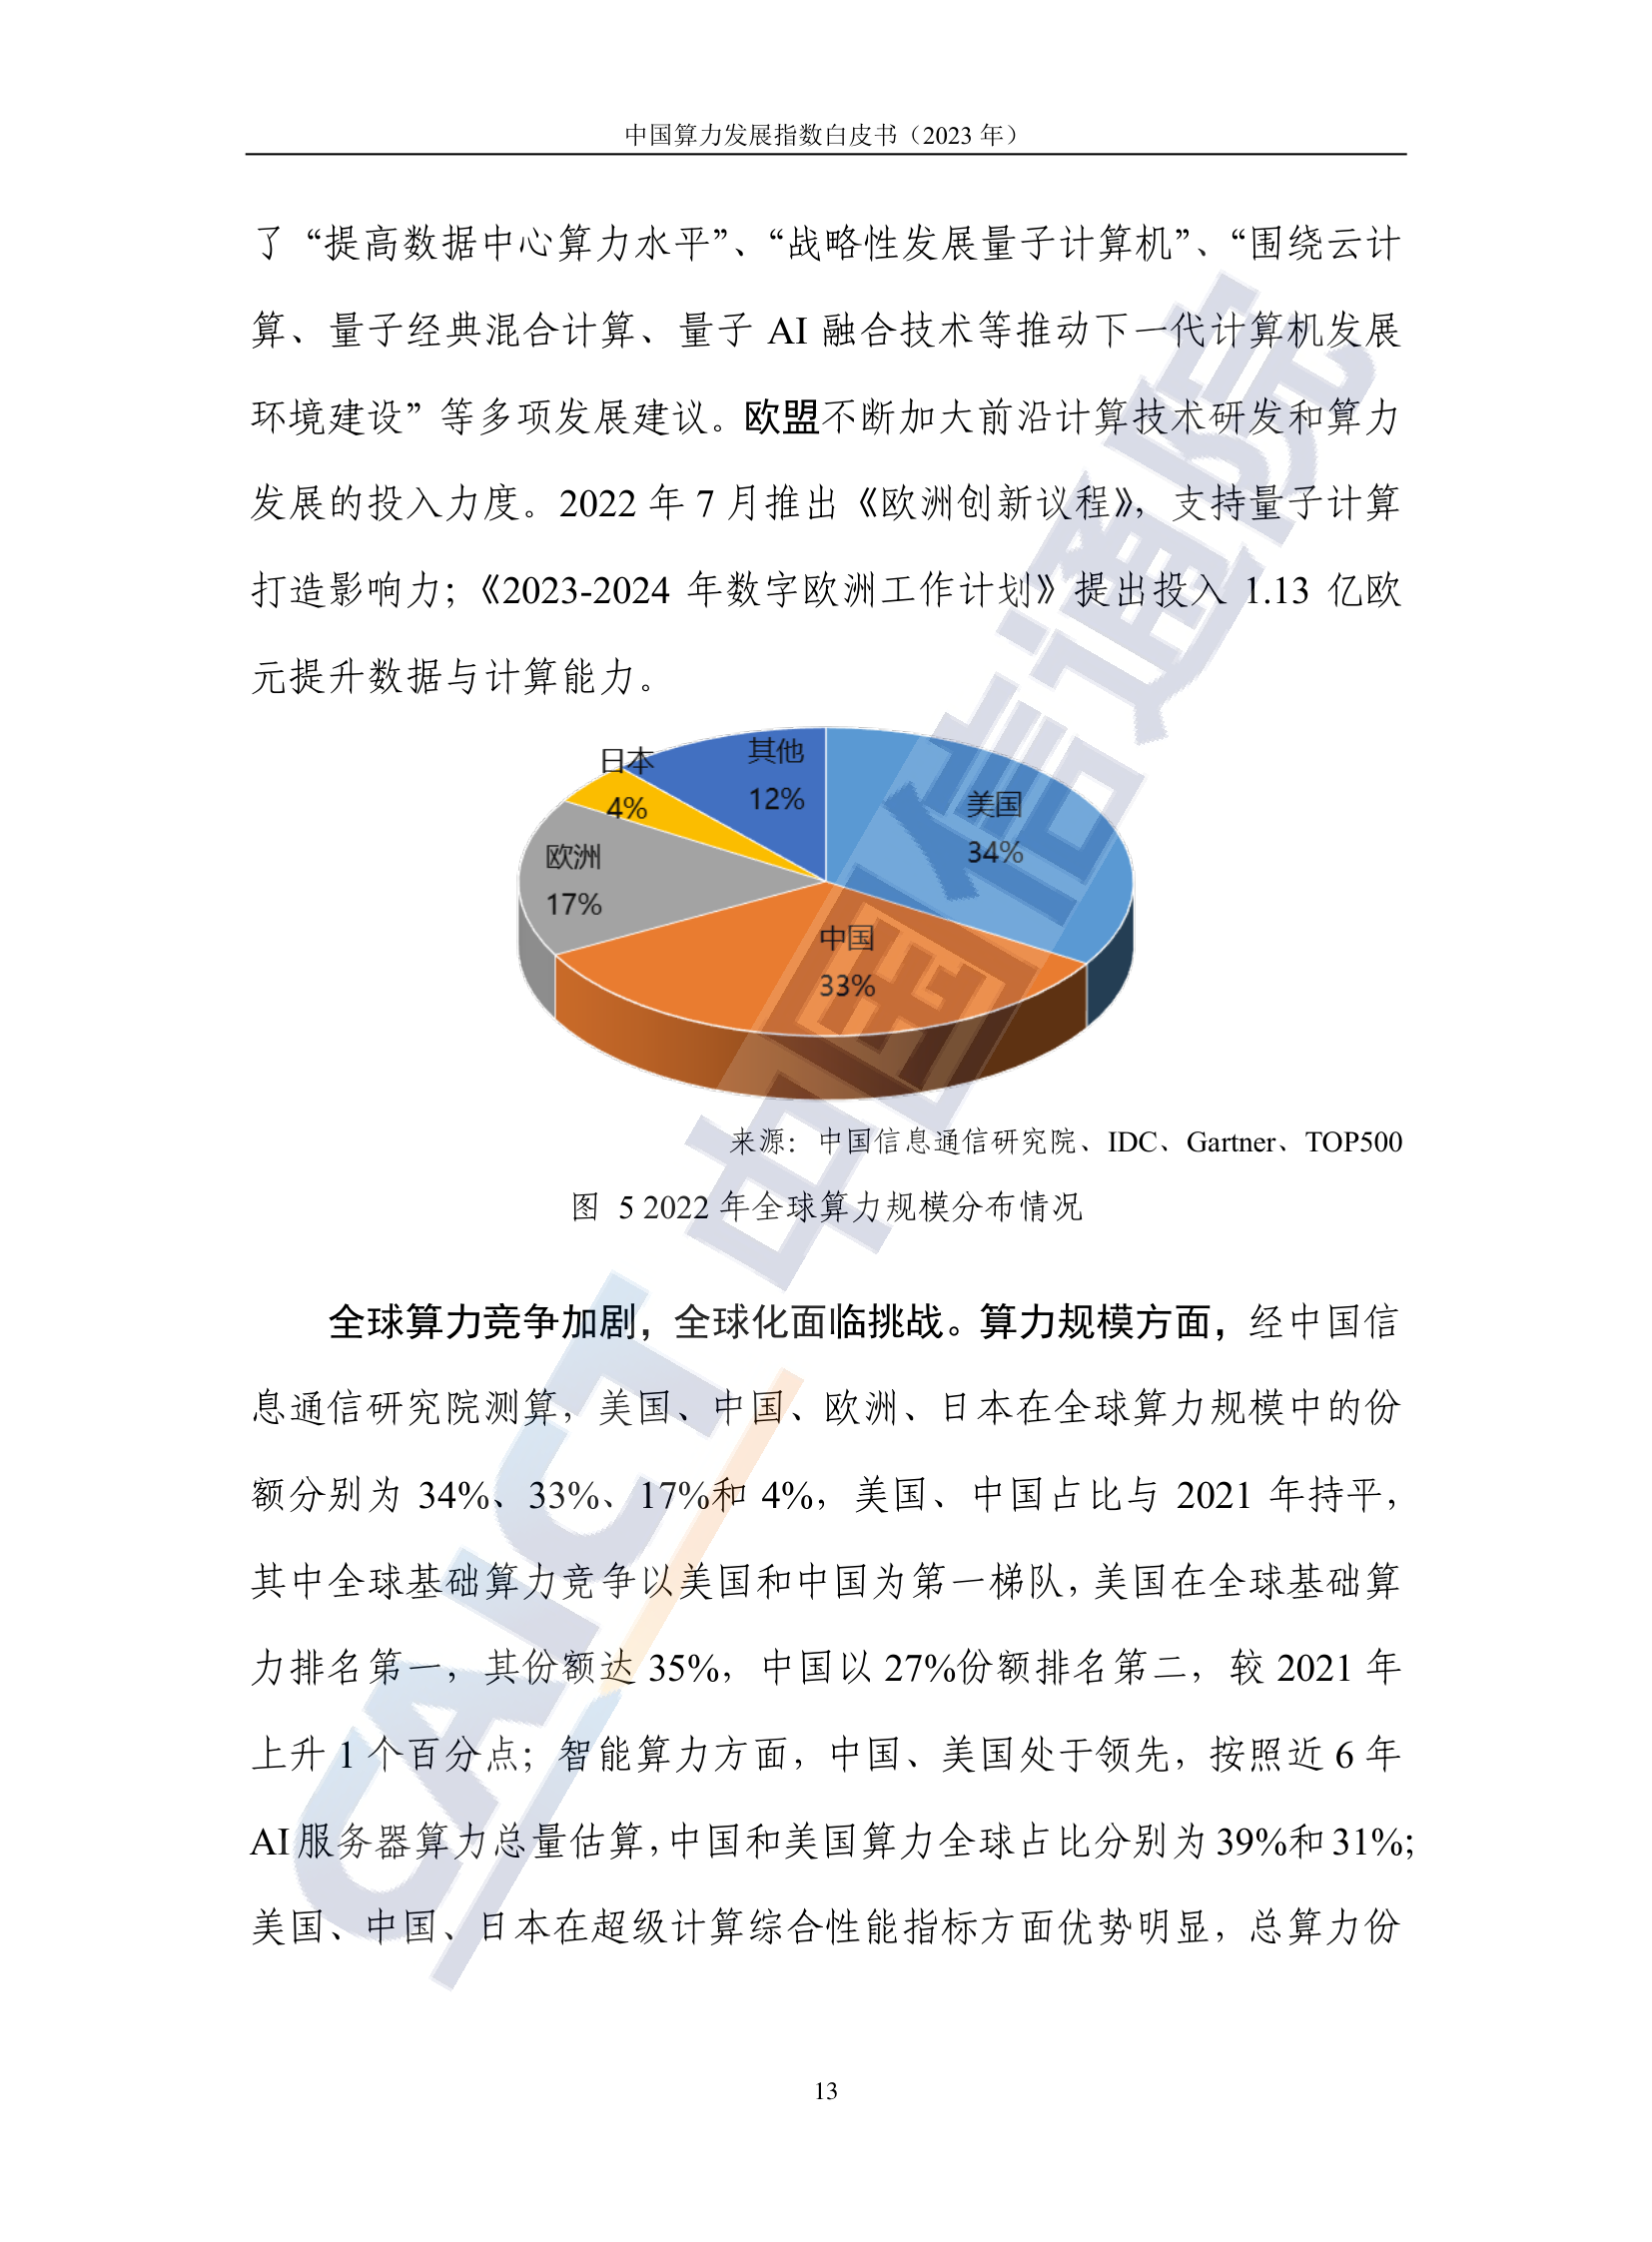 中国算力发展指数白皮书（2023 年）
了“提高数据中心算力水平”、“战略性发展量子计算机”、“围绕云计
算、量子经典混合计算、量子 AI 融合技术等推动下一代计算机发展
环境建设”等多项发展建议。欧盟不断加大前沿计算技术研发和算力
发展的投入力度。2022 年 7 月推出《欧洲创新议程》，支持量子计算
打造影响力；《2023-2024 年数字欧洲工作计划》提出投入 1.13 亿欧
元提升数据与计算能力。
其他
12%
日本
4%
美国
34%
欧洲
17%
中国
33%
来源：中国信息通信研究院、IDC、Gartner、TOP500
图 5 2022 年全球算力规模分布情况
全球算力竞争加剧，全球化面临挑战。算力规模方面，经中国信
息通信研究院测算，美国、中国、欧洲、日本在全球算力规模中的份
额分别为 34%、33%、17%和 4%，美国、中国占比与 2021 年持平，
其中全球基础算力竞争以美国和中国为第一梯队，美国在全球基础算
力排名第一，其份额达 35%，中国以 27%份额排名第二，较 2021 年
上升 1 个百分点；智能算力方面，中国、美国处于领先，按照近 6 年
AI 服务器算力总量估算，中国和美国算力全球占比分别为 39%和 31%；
美国、中国、日本在超级计算综合性能指标方面优势明显，总算力份
13
CAICT 中国信通院